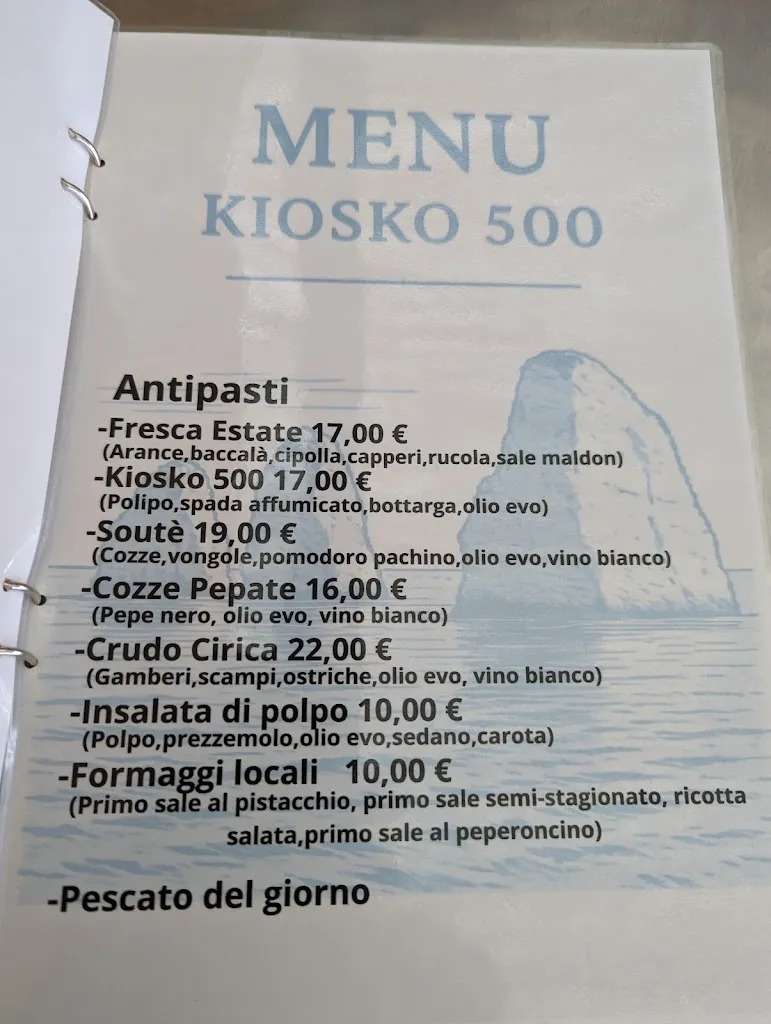 MENU
KIOSKO 500
Antipasti
-Fresca Estate 17,00 €
(Arance,baccalà,cipolla,capperi,rucola,sale maldon)
-Kiosko 500 17,00 €
(Polipo,spada affumicato,bottarga,olio evo)
-Soutè 19,00 €
(Cozze,vongole,pomodoro pachino,olio evo,vino bianco)
-Cozze Pepate 16,00 €
(Pepe nero, olio evo, vino bianco)
-Crudo Cirica 22,00 €
(Gamberi,scampi,ostriche,olio evo, vino bianco)
-Insalata di polpo 10,00 €
(Polpo,prezzemolo,olio evo,sedano,carota)
-Formaggi locali 10,00 €
(Primo sale al pistacchio, primo sale semi-stagionato, ricotta
salata,primo sale al peperoncino)
-Pescato del giorno